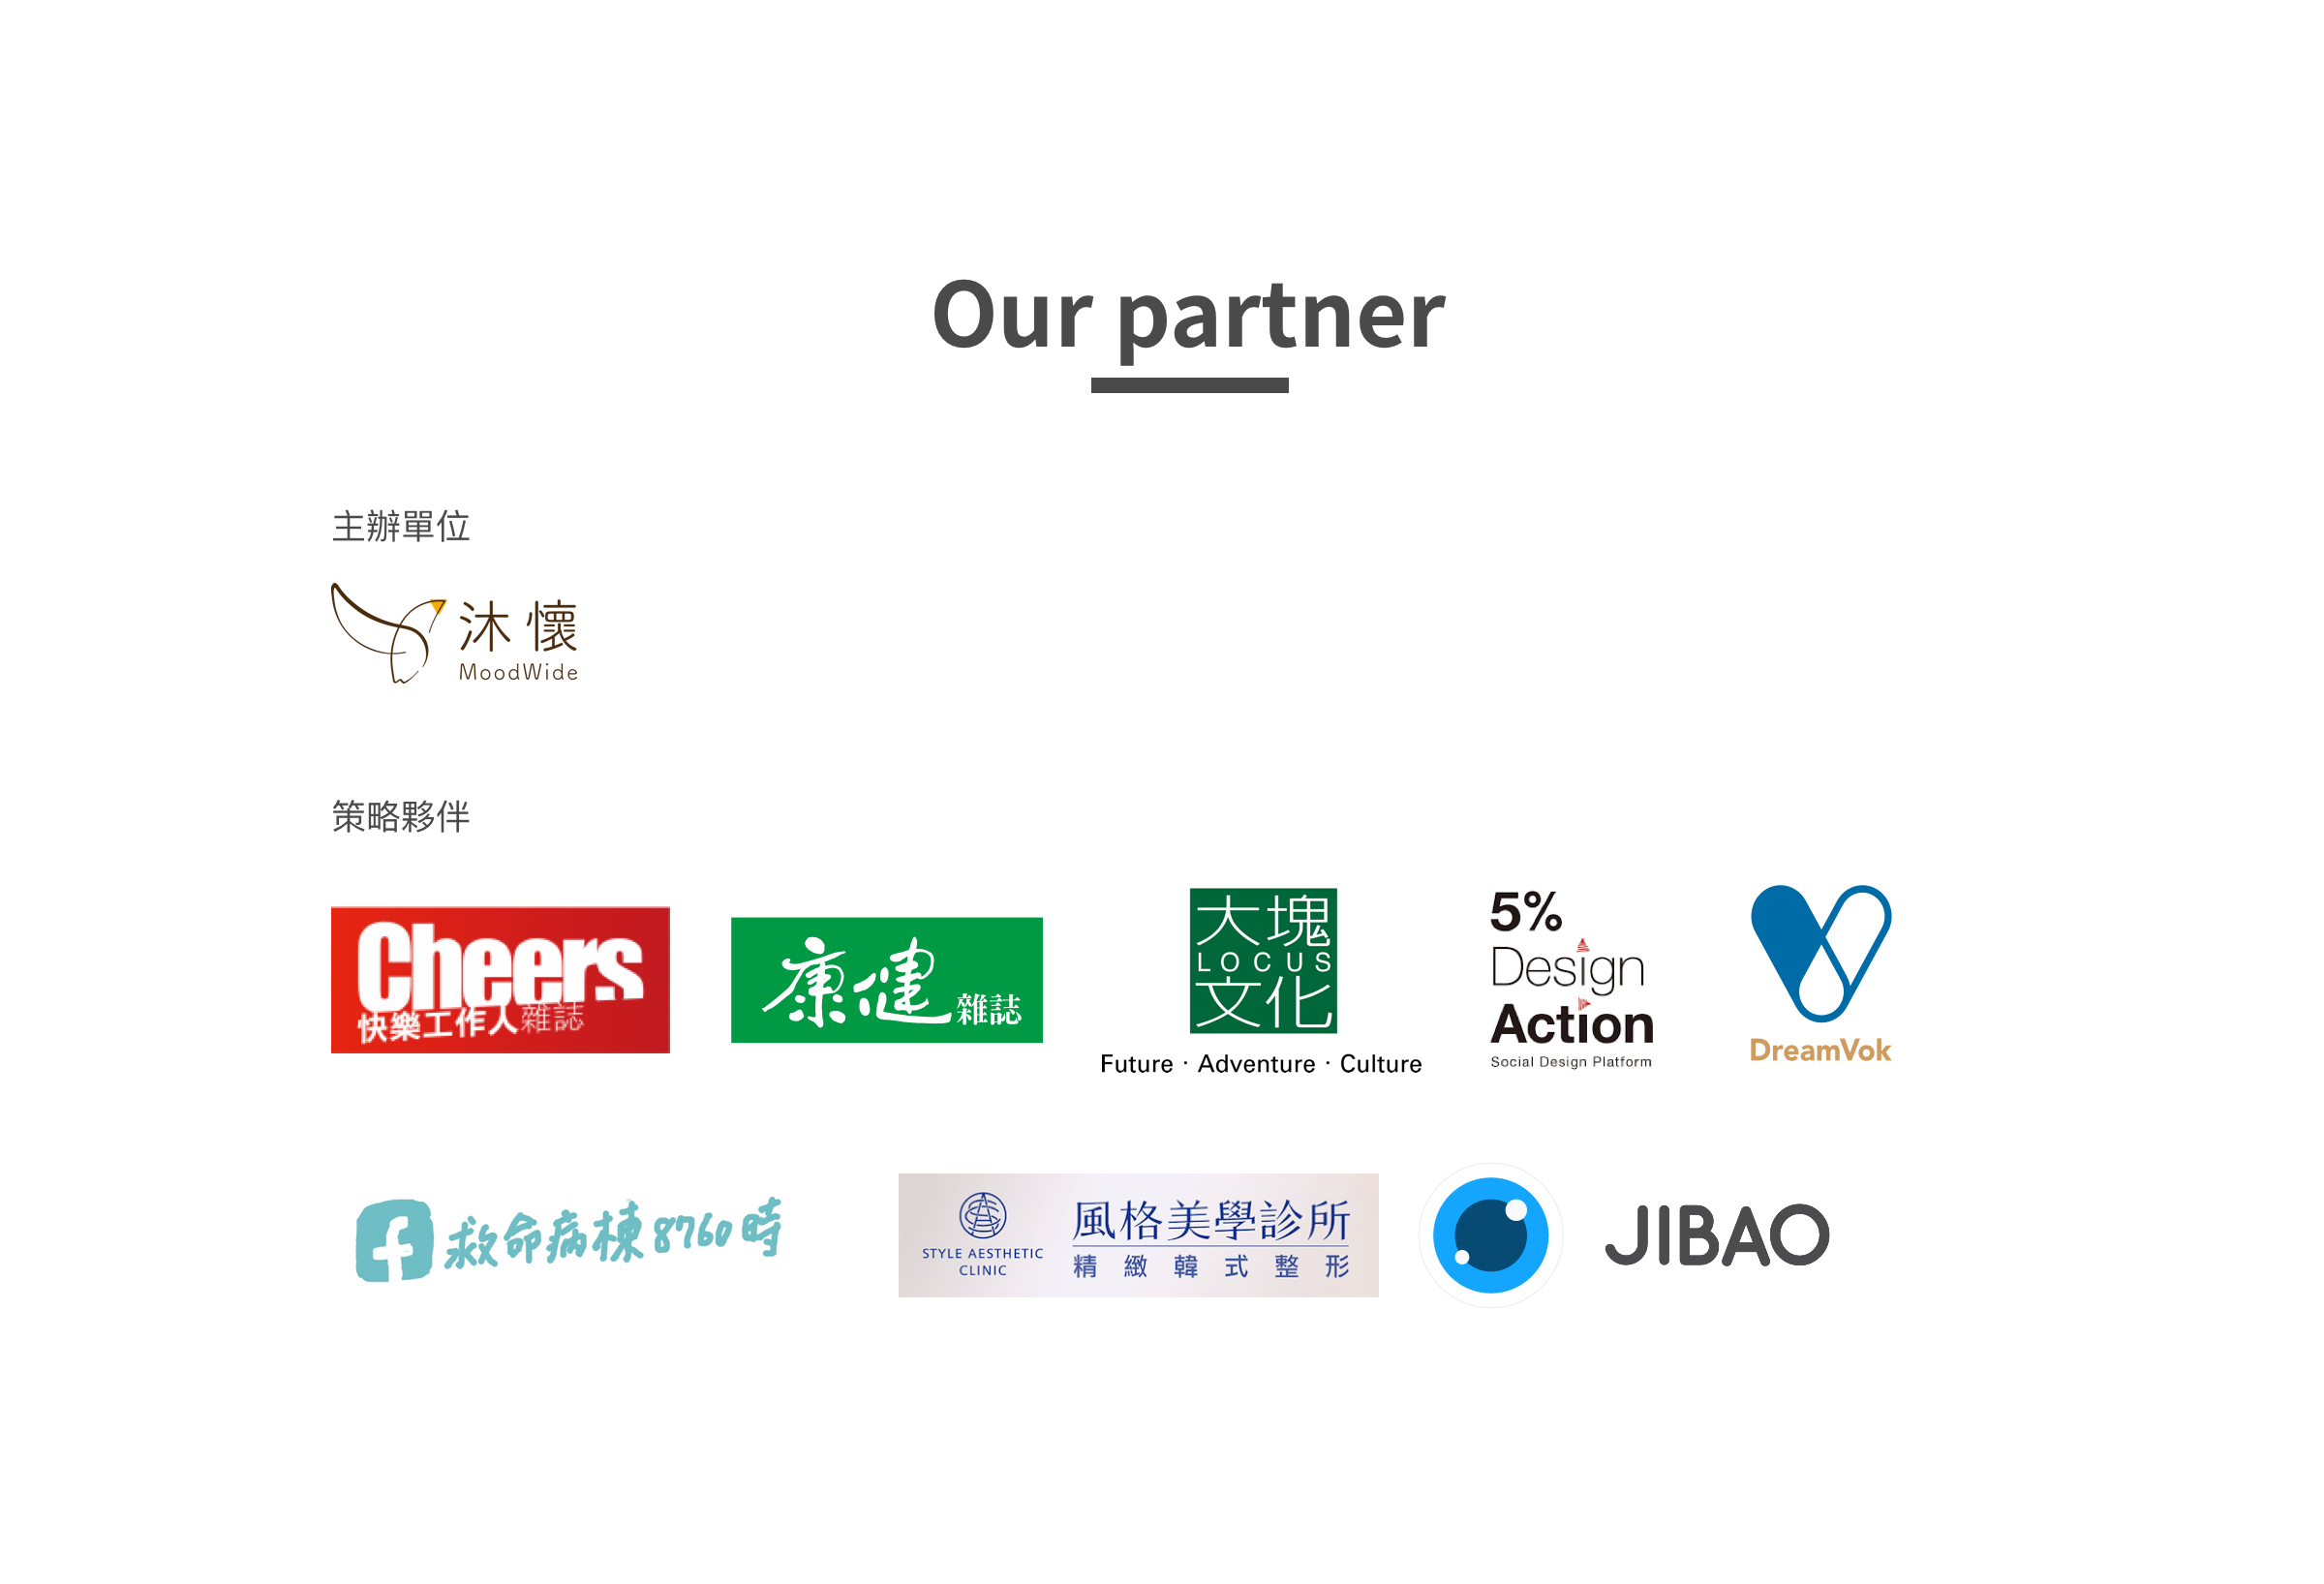 Our partner
主辦單位
沐懷
MoodWide
策略夥伴
Cheers
快樂工作人雜誌
康健雜誌
大塊
LOCUS
文化
Future · Adventure · Culture
5%
Design
Action
Social Design Platform
DreamVok
救命病棟8760時
STYLE AESTHETIC
CLINIC
風格美學診所
精緻韓式整形
JIBAO